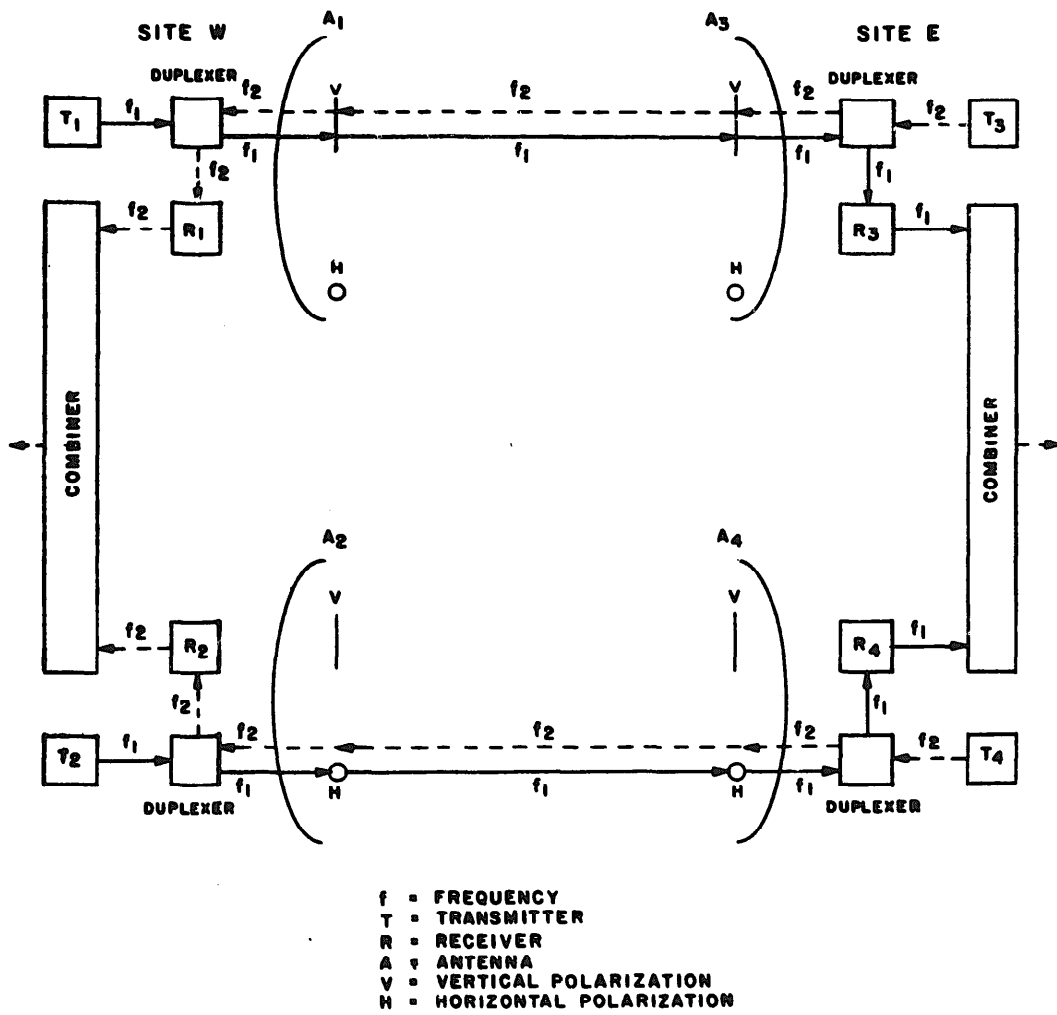 A1
A3
SITE W
SITE E
DUPLEXER
DUPLEXER
f2 V f2 V f2
T1 f1 f2 T3
f1 f1 f1
f2 f1
f2 R1 R3 f1
H H
COMBINER
COMBINER
A2 A4
V V
f2 R2 R4 f1
f2 f1
f2 f2 f2
T2 f1 f2 T4
f1 H f1 H f1
DUPLEXER
DUPLEXER
f = FREQUENCY
T = TRANSMITTER
R = RECEIVER
A = ANTENNA
V = VERTICAL POLARIZATION
H = HORIZONTAL POLARIZATION